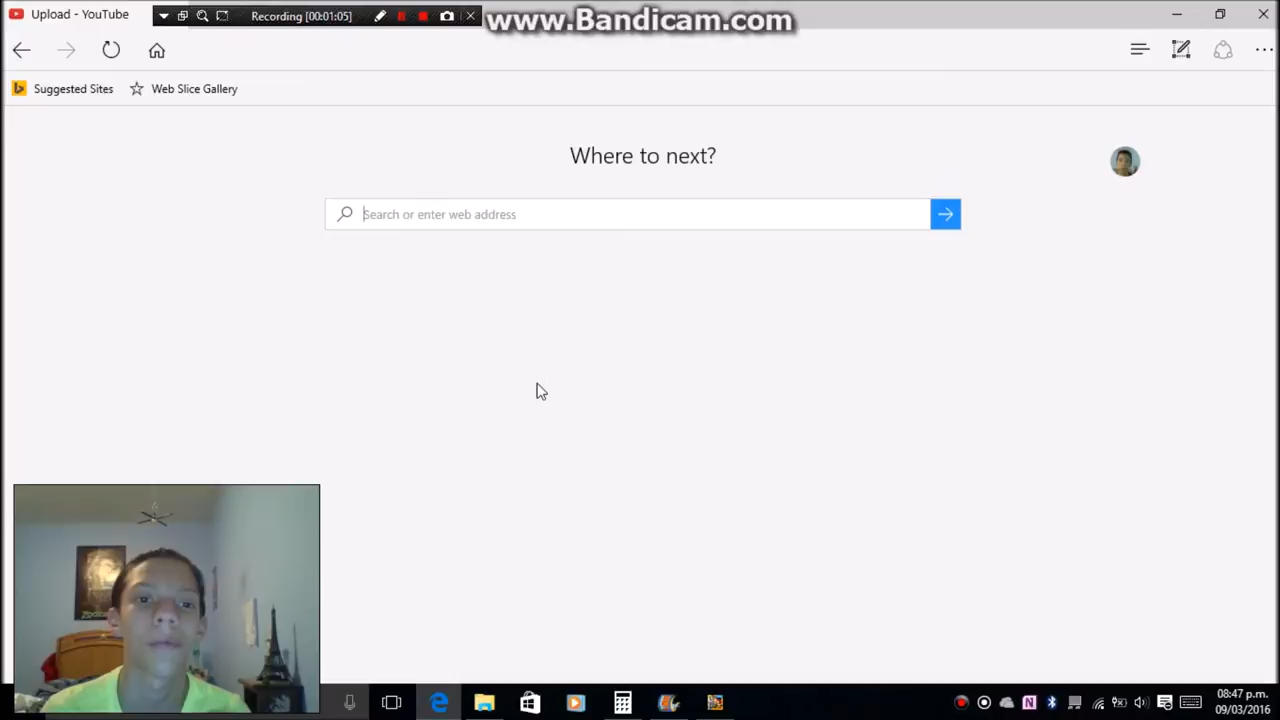 Upload - YouTube
Recording [00:01:05]
www.Bandicam.com
Suggested Sites
Web Slice Gallery
Where to next?
Search or enter web address
08:47 p.m.
09/03/2016